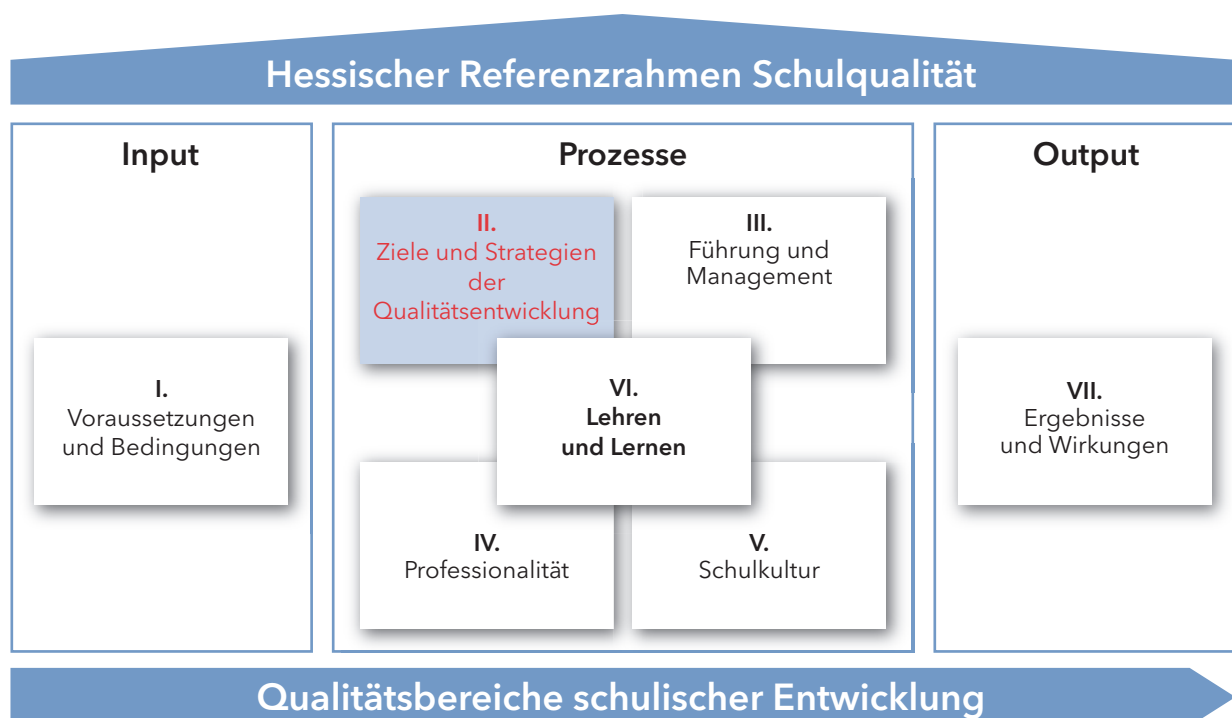 Hessischer Referenzrahmen Schulqualität
Input
I.
Voraussetzungen
und Bedingungen
Prozesse
II.
Ziele und Strategien
der
Qualitätsentwicklung
III.
Führung und
Management
VI.
Lehren
und Lernen
IV.
Professionalität
V.
Schulkultur
Output
VII.
Ergebnisse
und Wirkungen
Qualitätsbereiche schulischer Entwicklung